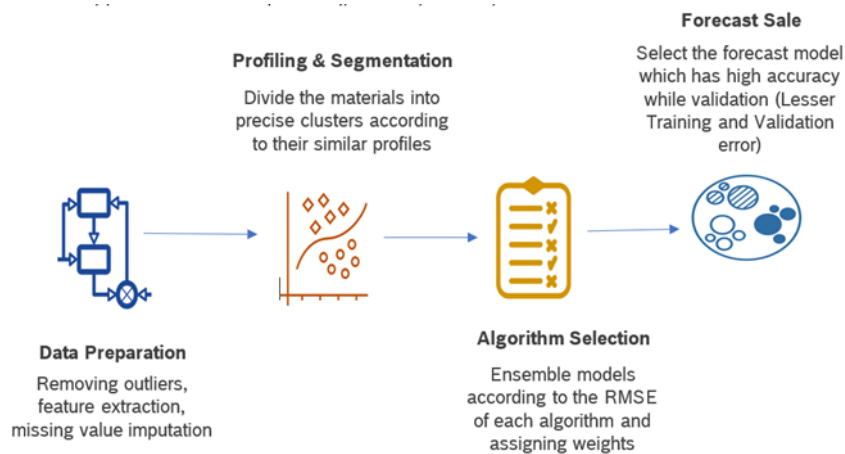 Forecast Sale
Select the forecast model
which has high accuracy
while validation (Lesser
Training and Validation
error)
Profiling & Segmentation
Divide the materials into
precise clusters according
to their similar profiles
Data Preparation
Removing outliers,
feature extraction,
missing value imputation
Algorithm Selection
Ensemble models
according to the RMSE
of each algorithm and
assigning weights